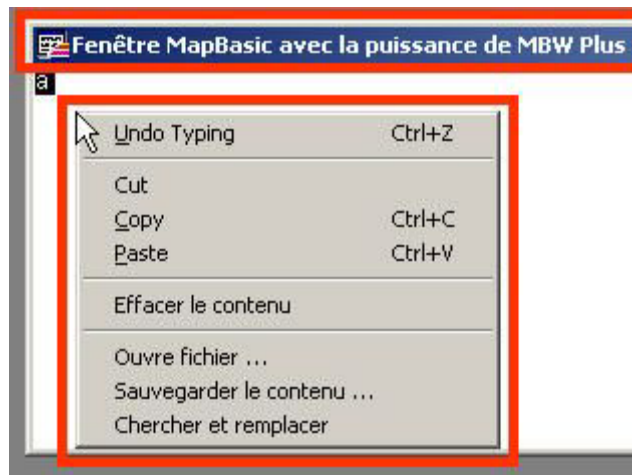 Fenêtre MapBasic avec la puissance de MBW Plus
a
Undo Typing Ctrl+Z
Cut
Copy Ctrl+C
Paste Ctrl+V
Effacer le contenu
Ouvre fichier ...
Sauvegarder le contenu ...
Chercher et remplacer